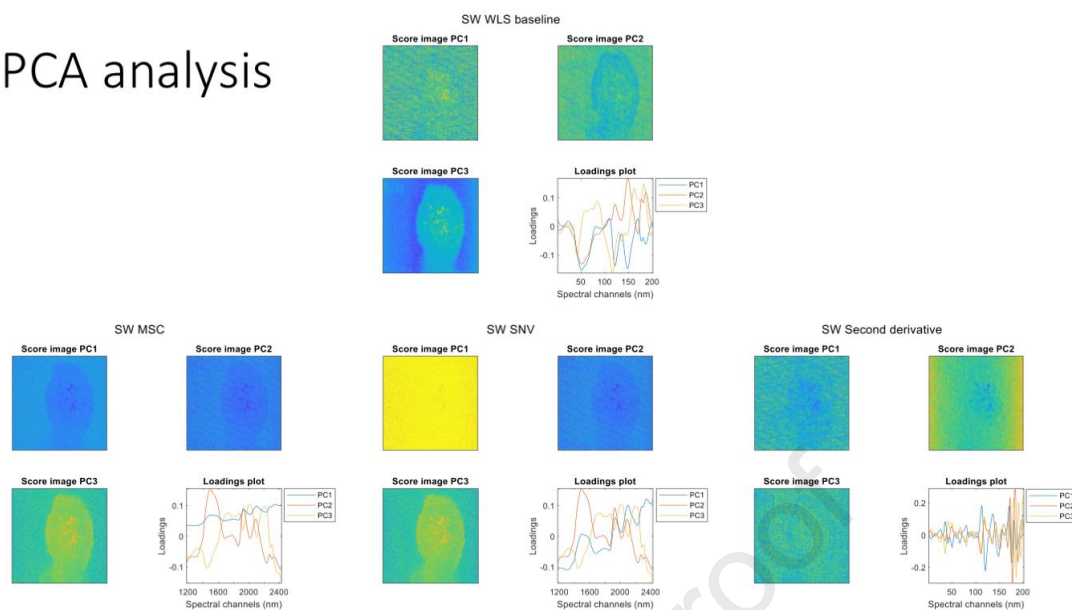 PCA analysis
SW WLS baseline
Score image PC1
Score image PC2
Score image PC3
Loadings plot
PC1
PC2
PC3
0.1
0
-0.1
Loadings
50 100 150 200
Spectral channels (nm)
SW MSC
Score image PC1
Score image PC2
Score image PC3
Loadings plot
PC1
PC2
PC3
0.1
0
-0.1
Loadings
1200 1600 2000 2400
Spectral channels (nm)
SW SNV
Score image PC1
Score image PC2
Score image PC3
Loadings plot
PC1
PC2
PC3
0.1
0
-0.1
Loadings
1200 1600 2000 2400
Spectral channels (nm)
SW Second derivative
Score image PC1
Score image PC2
Score image PC3
Loadings plot
PC1
PC2
PC3
0.2
0
-0.2
Loadings
50 100 150 200
Spectral channels (nm)
roof